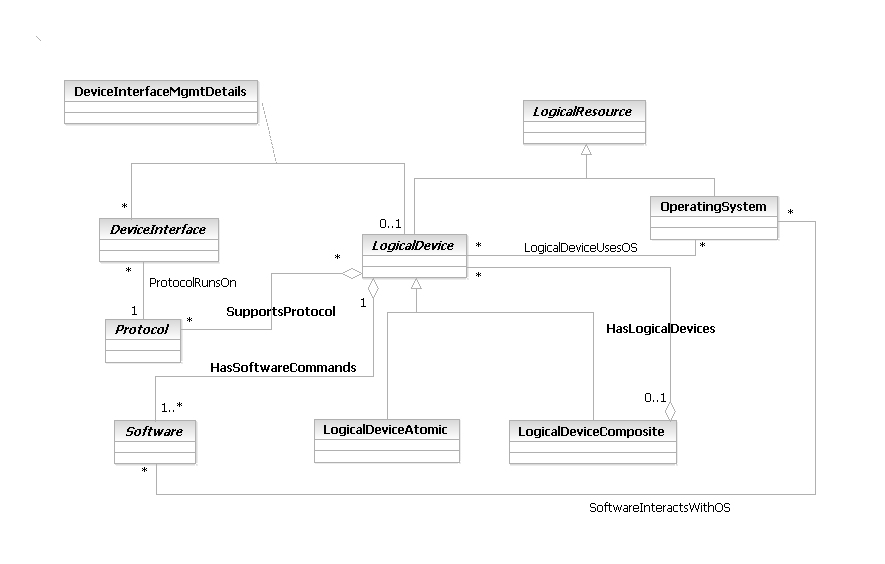 DeviceInterfaceMgmtDetails
LogicalResource
*
0..1
OperatingSystem
*
DeviceInterface
LogicalDevice
*
LogicalDeviceUsesOS
*
*
*
ProtocolRunsOn
*
1
1
SupportsProtocol
*
Protocol
HasLogicalDevices
HasSoftwareCommands
0..1
1..*
Software
LogicalDeviceAtomic
LogicalDeviceComposite
*
SoftwareInteractsWithOS